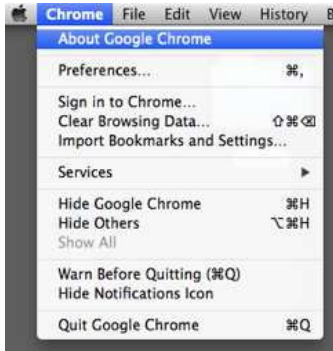 Chrome File Edit View History
About Google Chrome
Preferences... ⌘,
Sign in to Chrome...
Clear Browsing Data... ⇧⌘⌫
Import Bookmarks and Settings...
Services ▶
Hide Google Chrome ⌘H
Hide Others ⌥⌘H
Show All
Warn Before Quitting (⌘Q)
Hide Notifications Icon
Quit Google Chrome ⌘Q